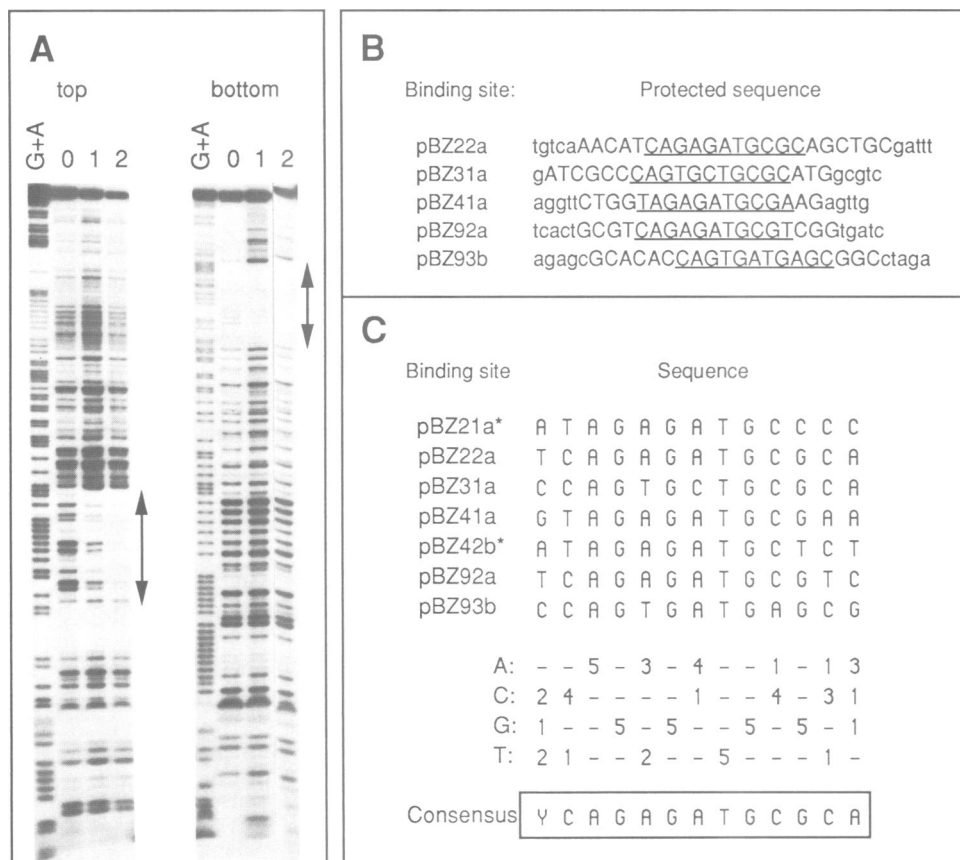 A
top bottom
G+A 0 1 2 G+A 0 1 2
B
Binding site: Protected sequence
pBZ22a tgtcaAACATCAGAGATGCGCAGCTGCgattt
pBZ31a gATCGCCCAGTGCTGCGCATGgcgtc
pBZ41a aggttCTGGTAGAGATGCGAAGagttg
pBZ92a tcactGCGTCAGAGATGCGTCGGtgatc
pBZ93b agagcGCACACCAGTGATGAGCGGCctaga
C
Binding site Sequence
pBZ21a* A T A G A G A T G C C C C
pBZ22a T C A G A G A T G C G C A
pBZ31a C C A G T G C T G C G C A
pBZ41a G T A G A G A T G C G A A
pBZ42b* A T A G A G A T G C T C T
pBZ92a T C A G A G A T G C G T C
pBZ93b C C A G T G A T G A G C G
A: - - 5 - 3 - 4 - - 1 - 1 3
C: 2 4 - - - - 1 - - 4 - 3 1
G: 1 - - 5 - 5 - - 5 - 5 - 1
T: 2 1 - - 2 - - 5 - - - 1 -
Consensus Y C A G A G A T G C G C A